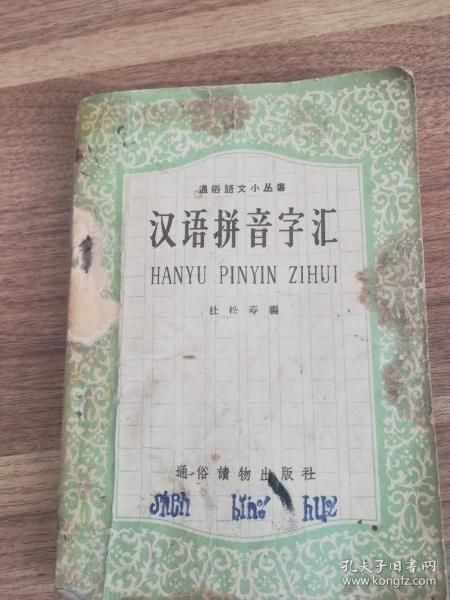 通俗語文小丛書
汉语拼音字汇
HANYU PINYIN ZIHUI
杜松寿編
通俗讀物出版社
孔夫子旧书网
www.kongfz.com